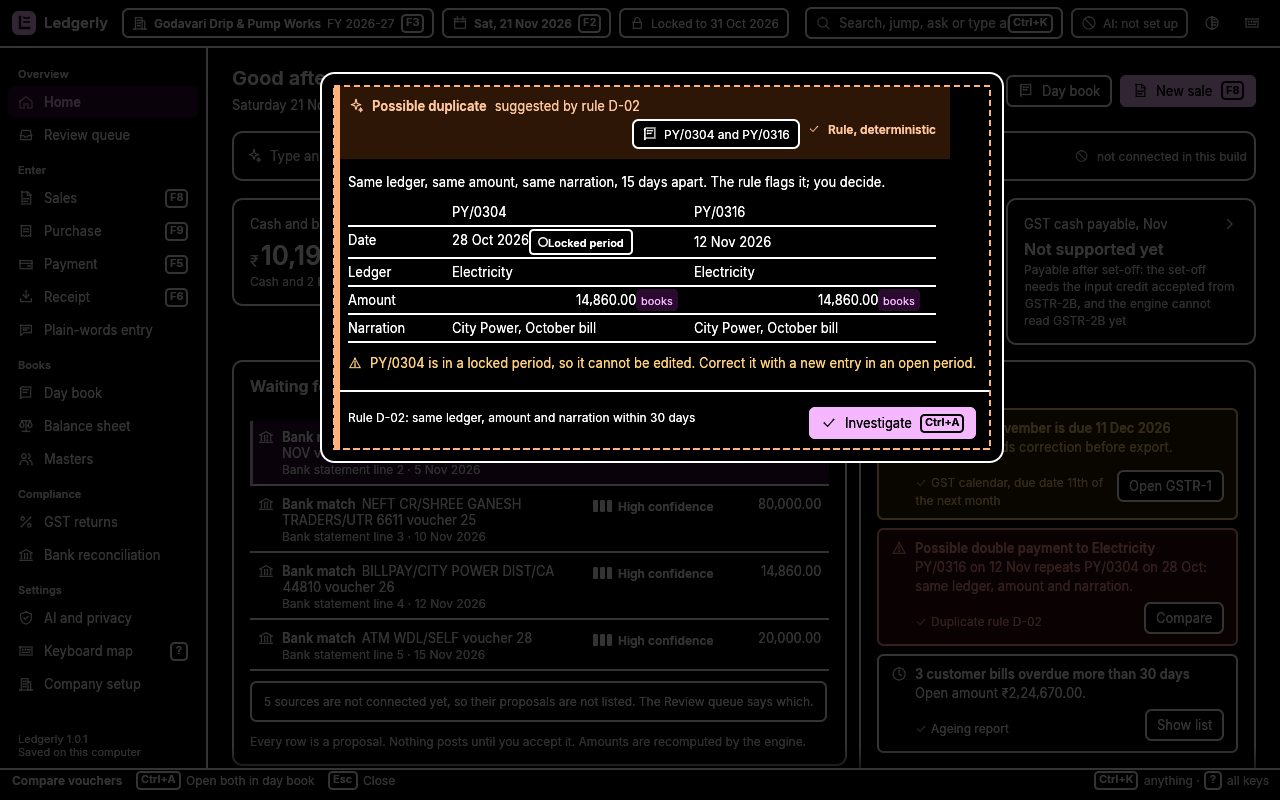 Ledgerly
Godavari Drip & Pump Works FY 2026-27 F3
Sat, 21 Nov 2026 F2
Locked to 31 Oct 2026
Search, jump, ask or type a Ctrl+K
AI: not set up
Overview
Home
Review queue
Enter
Sales F8
Purchase F9
Payment F5
Receipt F6
Plain-words entry
Books
Day book
Balance sheet
Masters
Compliance
GST returns
Bank reconciliation
Settings
AI and privacy
Keyboard map ?
Company setup
Ledgerly 1.0.1
Saved on this computer
Good afte
Saturday 21 No
Day book
New sale F8
Type an
not connected in this build
Cash and b
₹10,19
Cash and 2 l
GST cash payable, Nov
Not supported yet
Payable after set-off: the set-off
needs the input credit accepted from
GSTR-2B, and the engine cannot
read GSTR-2B yet
Possible duplicate suggested by rule D-02
PY/0304 and PY/0316
Rule, deterministic
Same ledger, same amount, same narration, 15 days apart. The rule flags it; you decide.
PY/0304 PY/0316
Date 28 Oct 2026 Locked period 12 Nov 2026
Ledger Electricity Electricity
Amount 14,860.00 books 14,860.00 books
Narration City Power, October bill City Power, October bill
PY/0304 is in a locked period, so it cannot be edited. Correct it with a new entry in an open period.
Rule D-02: same ledger, amount and narration within 30 days
Investigate Ctrl+A
Waiting fo
Bank m
NOV v
Bank statement line 2 · 5 Nov 2026
Bank match NEFT CR/SHREE GANESH
TRADERS/UTR 6611 voucher 25
Bank statement line 3 · 10 Nov 2026
High confidence
80,000.00
Bank match BILLPAY/CITY POWER DIST/CA
44810 voucher 26
Bank statement line 4 · 12 Nov 2026
High confidence
14,860.00
Bank match ATM WDL/SELF voucher 28
Bank statement line 5 · 15 Nov 2026
High confidence
20,000.00
5 sources are not connected yet, so their proposals are not listed. The Review queue says which.
Every row is a proposal. Nothing posts until you accept it. Amounts are recomputed by the engine.
vember is due 11 Dec 2026
ds correction before export.
GST calendar, due date 11th of
the next month
Open GSTR-1
Possible double payment to Electricity
PY/0316 on 12 Nov repeats PY/0304 on 28 Oct:
same ledger, amount and narration.
Duplicate rule D-02
Compare
3 customer bills overdue more than 30 days
Open amount ₹2,24,670.00.
Ageing report
Show list
Compare vouchers Ctrl+A Open both in day book Esc Close
Ctrl+K anything · ? all keys